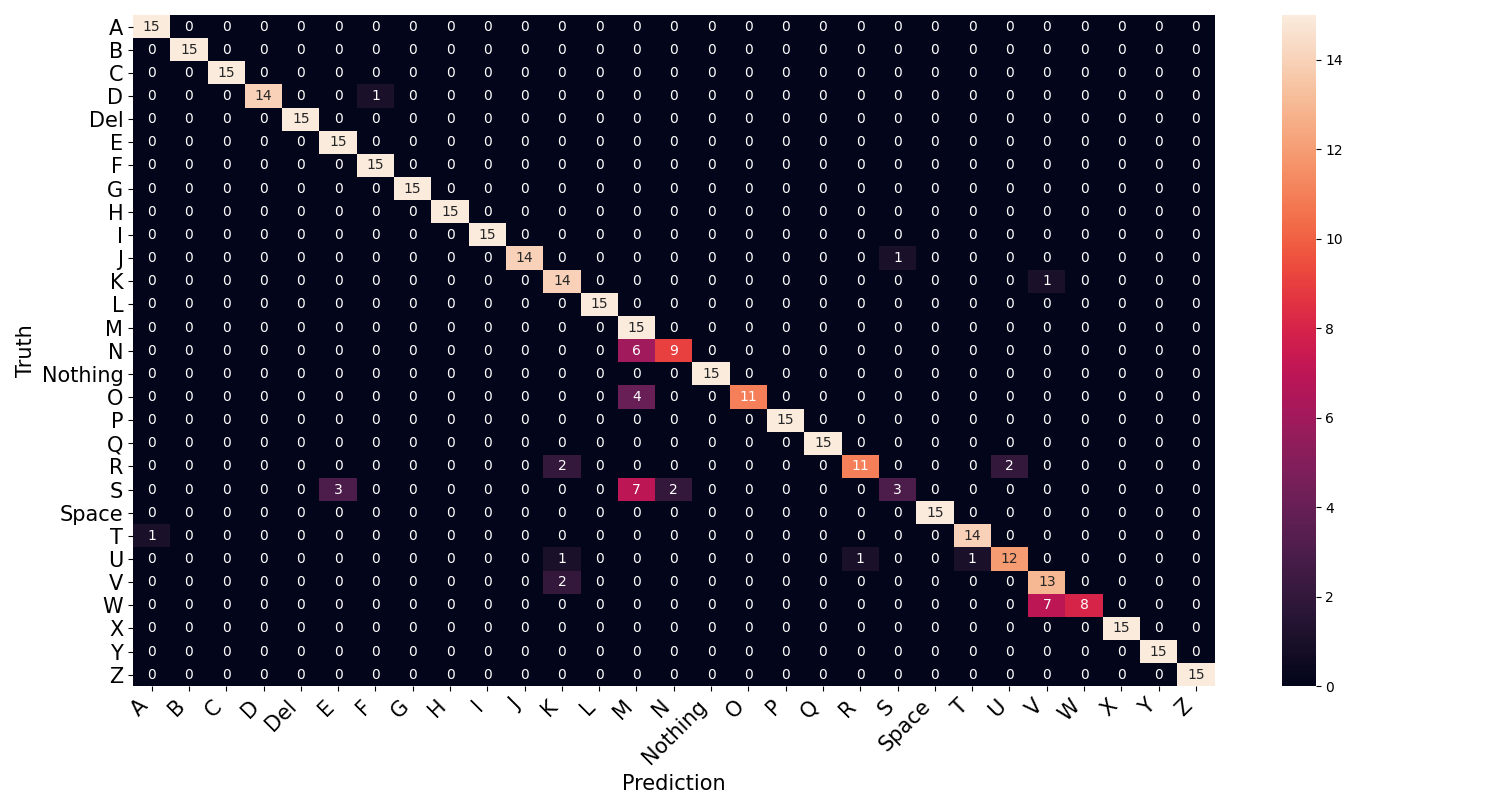 A 15 0 0 0 0 0 0 0 0 0 0 0 0 0 0 0 0 0 0 0 0 0 0 0 0 0 0 0 0
B 0 15 0 0 0 0 0 0 0 0 0 0 0 0 0 0 0 0 0 0 0 0 0 0 0 0 0 0 0
C 0 0 15 0 0 0 0 0 0 0 0 0 0 0 0 0 0 0 0 0 0 0 0 0 0 0 0 0 0
D 0 0 0 14 0 0 1 0 0 0 0 0 0 0 0 0 0 0 0 0 0 0 0 0 0 0 0 0 0
Del 0 0 0 0 15 0 0 0 0 0 0 0 0 0 0 0 0 0 0 0 0 0 0 0 0 0 0 0 0
E 0 0 0 0 0 15 0 0 0 0 0 0 0 0 0 0 0 0 0 0 0 0 0 0 0 0 0 0 0
F 0 0 0 0 0 0 15 0 0 0 0 0 0 0 0 0 0 0 0 0 0 0 0 0 0 0 0 0 0
G 0 0 0 0 0 0 0 15 0 0 0 0 0 0 0 0 0 0 0 0 0 0 0 0 0 0 0 0 0
H 0 0 0 0 0 0 0 0 15 0 0 0 0 0 0 0 0 0 0 0 0 0 0 0 0 0 0 0 0
I 0 0 0 0 0 0 0 0 0 15 0 0 0 0 0 0 0 0 0 0 0 0 0 0 0 0 0 0 0
J 0 0 0 0 0 0 0 0 0 0 14 0 0 0 0 0 0 0 0 0 1 0 0 0 0 0 0 0 0
K 0 0 0 0 0 0 0 0 0 0 0 14 0 0 0 0 0 0 0 0 0 0 0 0 1 0 0 0 0
L 0 0 0 0 0 0 0 0 0 0 0 0 15 0 0 0 0 0 0 0 0 0 0 0 0 0 0 0 0
M 0 0 0 0 0 0 0 0 0 0 0 0 0 15 0 0 0 0 0 0 0 0 0 0 0 0 0 0 0
N 0 0 0 0 0 0 0 0 0 0 0 0 0 6 9 0 0 0 0 0 0 0 0 0 0 0 0 0 0
Nothing 0 0 0 0 0 0 0 0 0 0 0 0 0 0 0 15 0 0 0 0 0 0 0 0 0 0 0 0 0
O 0 0 0 0 0 0 0 0 0 0 0 0 0 4 0 0 11 0 0 0 0 0 0 0 0 0 0 0 0
P 0 0 0 0 0 0 0 0 0 0 0 0 0 0 0 0 0 15 0 0 0 0 0 0 0 0 0 0 0
Q 0 0 0 0 0 0 0 0 0 0 0 0 0 0 0 0 0 0 15 0 0 0 0 0 0 0 0 0 0
R 0 0 0 0 0 0 0 0 0 0 0 2 0 0 0 0 0 0 0 11 0 0 0 2 0 0 0 0 0
S 0 0 0 0 0 3 0 0 0 0 0 0 0 7 2 0 0 0 0 0 3 0 0 0 0 0 0 0 0
Space 0 0 0 0 0 0 0 0 0 0 0 0 0 0 0 0 0 0 0 0 0 15 0 0 0 0 0 0 0
T 1 0 0 0 0 0 0 0 0 0 0 0 0 0 0 0 0 0 0 0 0 0 14 0 0 0 0 0 0
U 0 0 0 0 0 0 0 0 0 0 0 1 0 0 0 0 0 0 0 1 0 0 1 12 0 0 0 0 0
V 0 0 0 0 0 0 0 0 0 0 0 2 0 0 0 0 0 0 0 0 0 0 0 0 13 0 0 0 0
W 0 0 0 0 0 0 0 0 0 0 0 0 0 0 0 0 0 0 0 0 0 0 0 0 7 8 0 0 0
X 0 0 0 0 0 0 0 0 0 0 0 0 0 0 0 0 0 0 0 0 0 0 0 0 0 0 15 0 0
Y 0 0 0 0 0 0 0 0 0 0 0 0 0 0 0 0 0 0 0 0 0 0 0 0 0 0 0 15 0
Z 0 0 0 0 0 0 0 0 0 0 0 0 0 0 0 0 0 0 0 0 0 0 0 0 0 0 0 0 15
A B C D Del E F G H I J K L M N Nothing O P Q R S Space T U V W X Y Z
Prediction
Truth
14
12
10
8
6
4
2
0